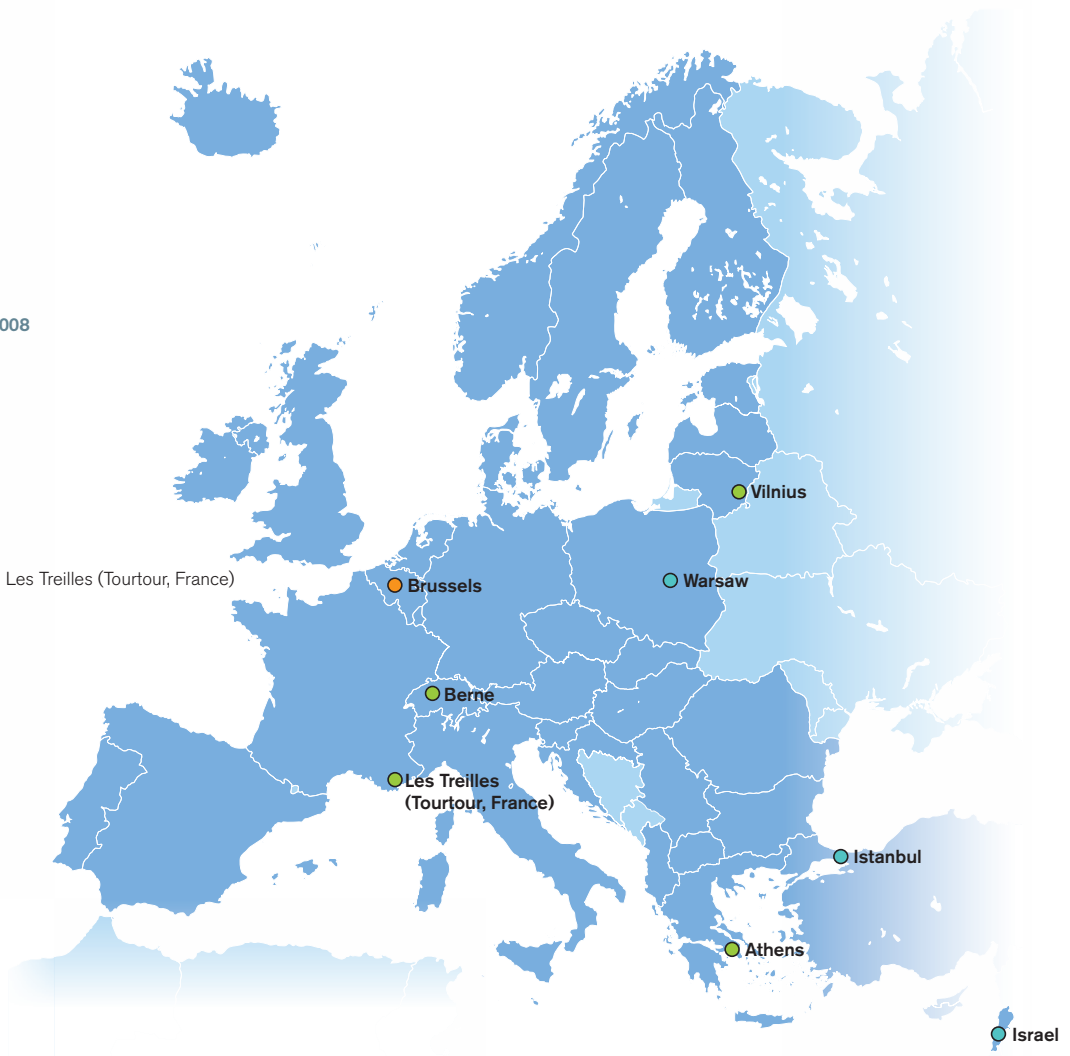 008
Vilnius
Les Treilles (Tourtour, France)
Brussels
Warsaw
Berne
Les Treilles
(Tourtour, France)
Istanbul
Athens
Israel